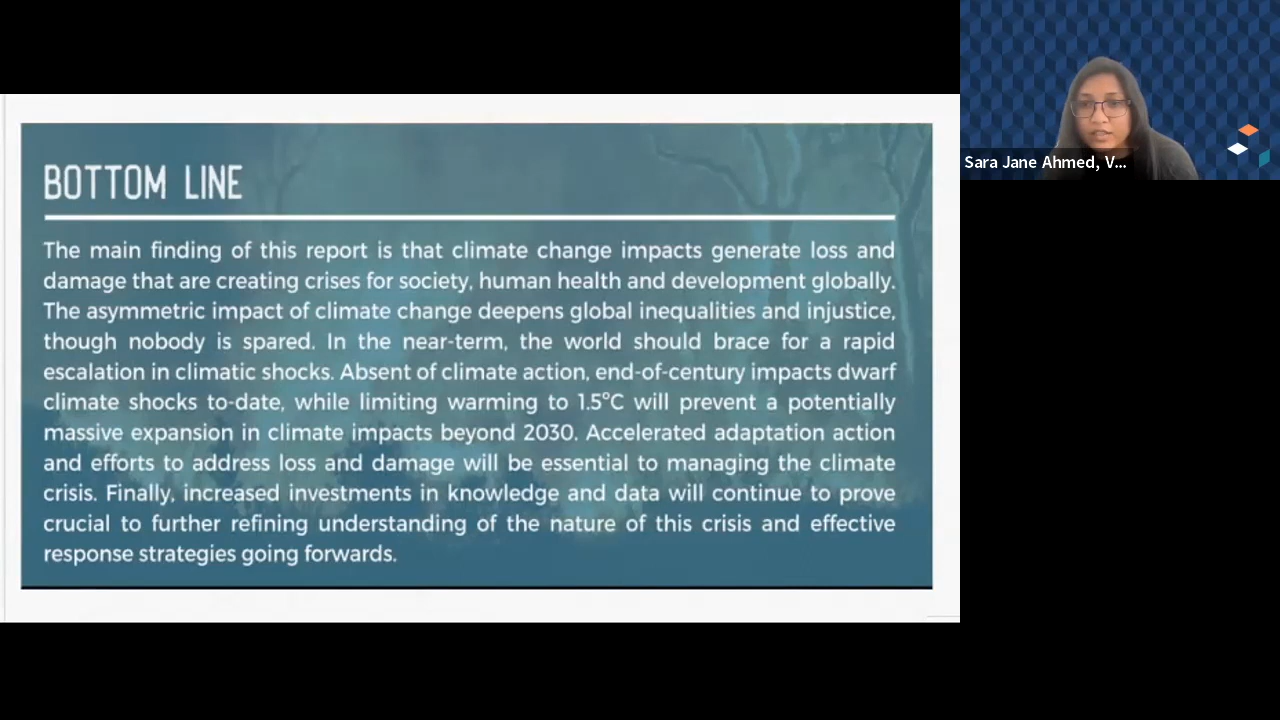 BOTTOM LINE
The main finding of this report is that climate change impacts generate loss and
damage that are creating crises for society, human health and development globally.
The asymmetric impact of climate change deepens global inequalities and injustice,
though nobody is spared. In the near-term, the world should brace for a rapid
escalation in climatic shocks. Absent of climate action, end-of-century impacts dwarf
climate shocks to-date, while limiting warming to 1.5°C will prevent a potentially
massive expansion in climate impacts beyond 2030. Accelerated adaptation action
and efforts to address loss and damage will be essential to managing the climate
crisis. Finally, increased investments in knowledge and data will continue to prove
crucial to further refining understanding of the nature of this crisis and effective
response strategies going forwards.
Sara Jane Ahmed, V...